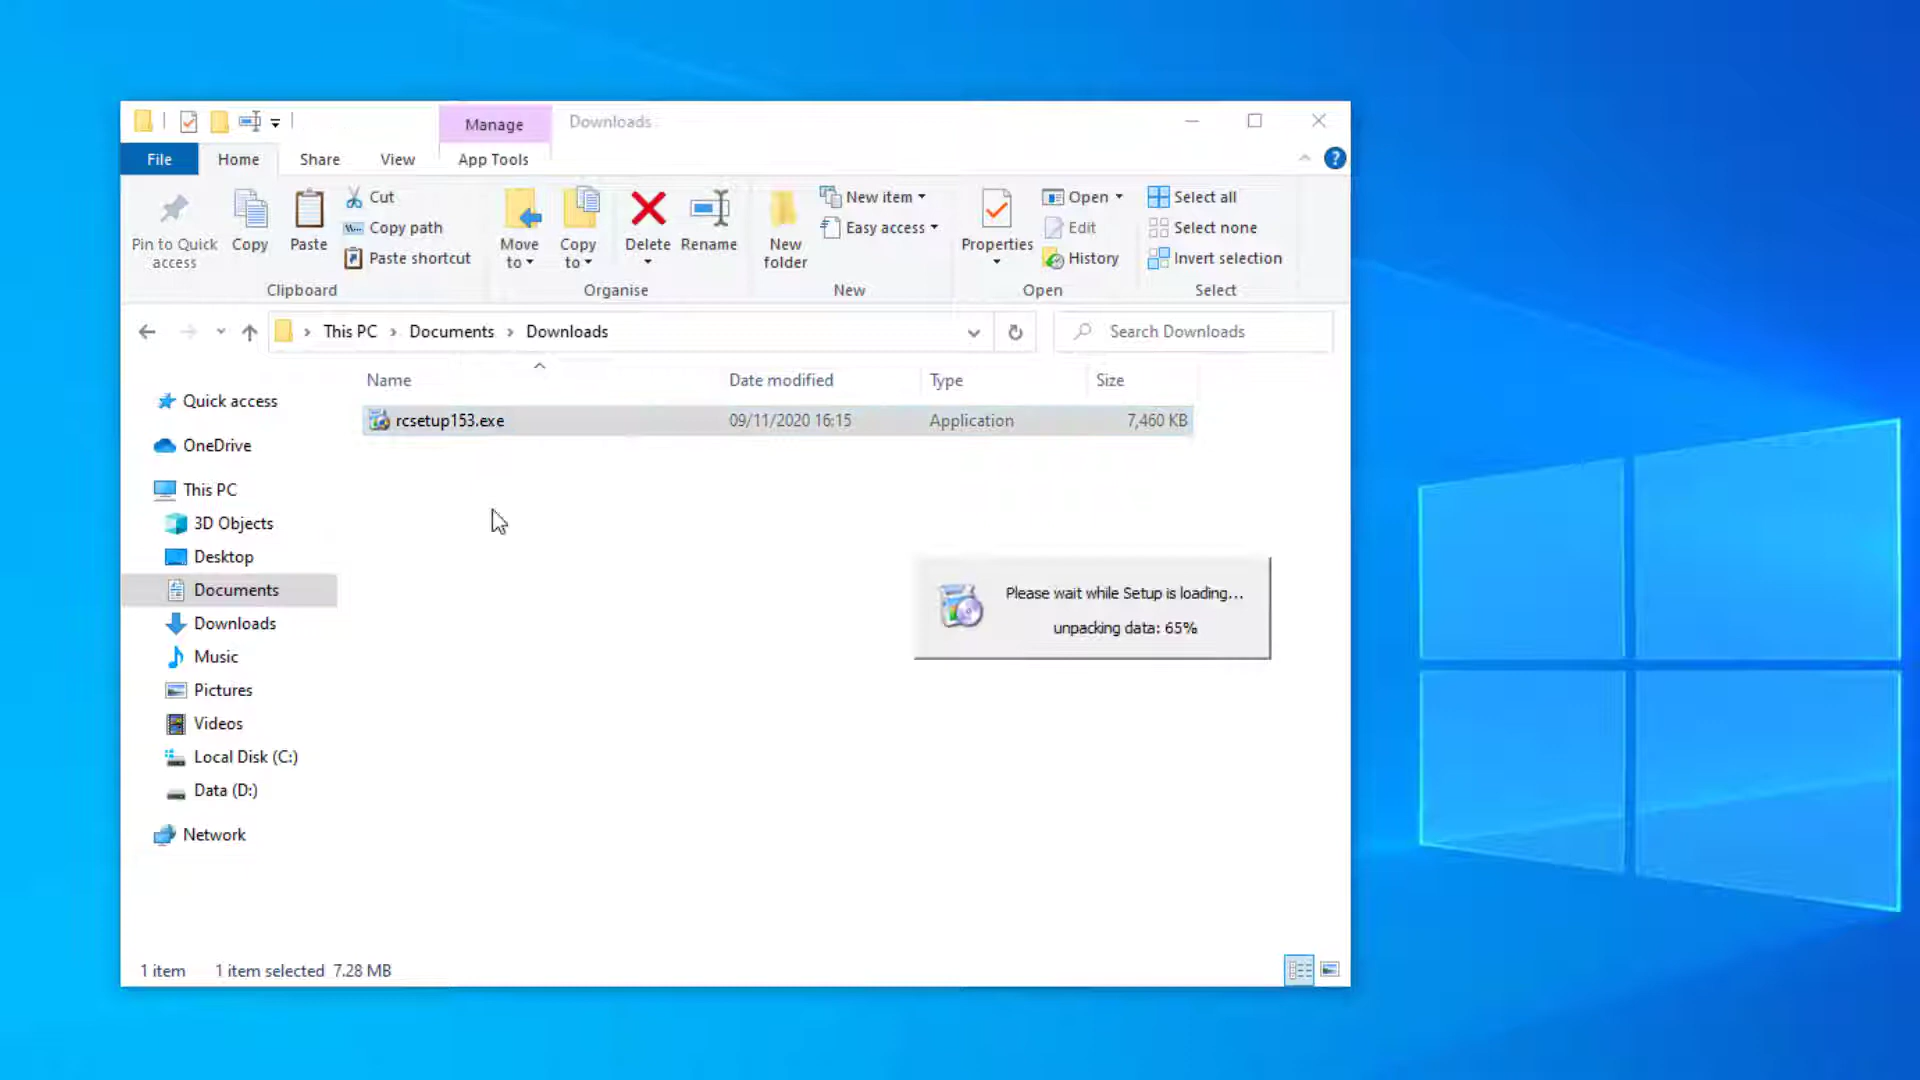 Manage
Downloads
File
Home
Share
View
App Tools
?
Pin to Quick
access
Copy
Paste
Cut
Copy path
Paste shortcut
Clipboard
Move
to
Copy
to
Delete
Rename
Organise
New
folder
New item
Easy access
New
Properties
Open
Edit
History
Open
Select all
Select none
Invert selection
Select
This PC
Documents
Downloads
Search Downloads
Name
Date modified
Type
Size
rcsetup153.exe
09/11/2020 16:15
Application
7,460 KB
Quick access
OneDrive
This PC
3D Objects
Desktop
Documents
Downloads
Music
Pictures
Videos
Local Disk (C:)
Data (D:)
Network
Please wait while Setup is loading...
unpacking data: 65%
1 item
1 item selected 7.28 MB